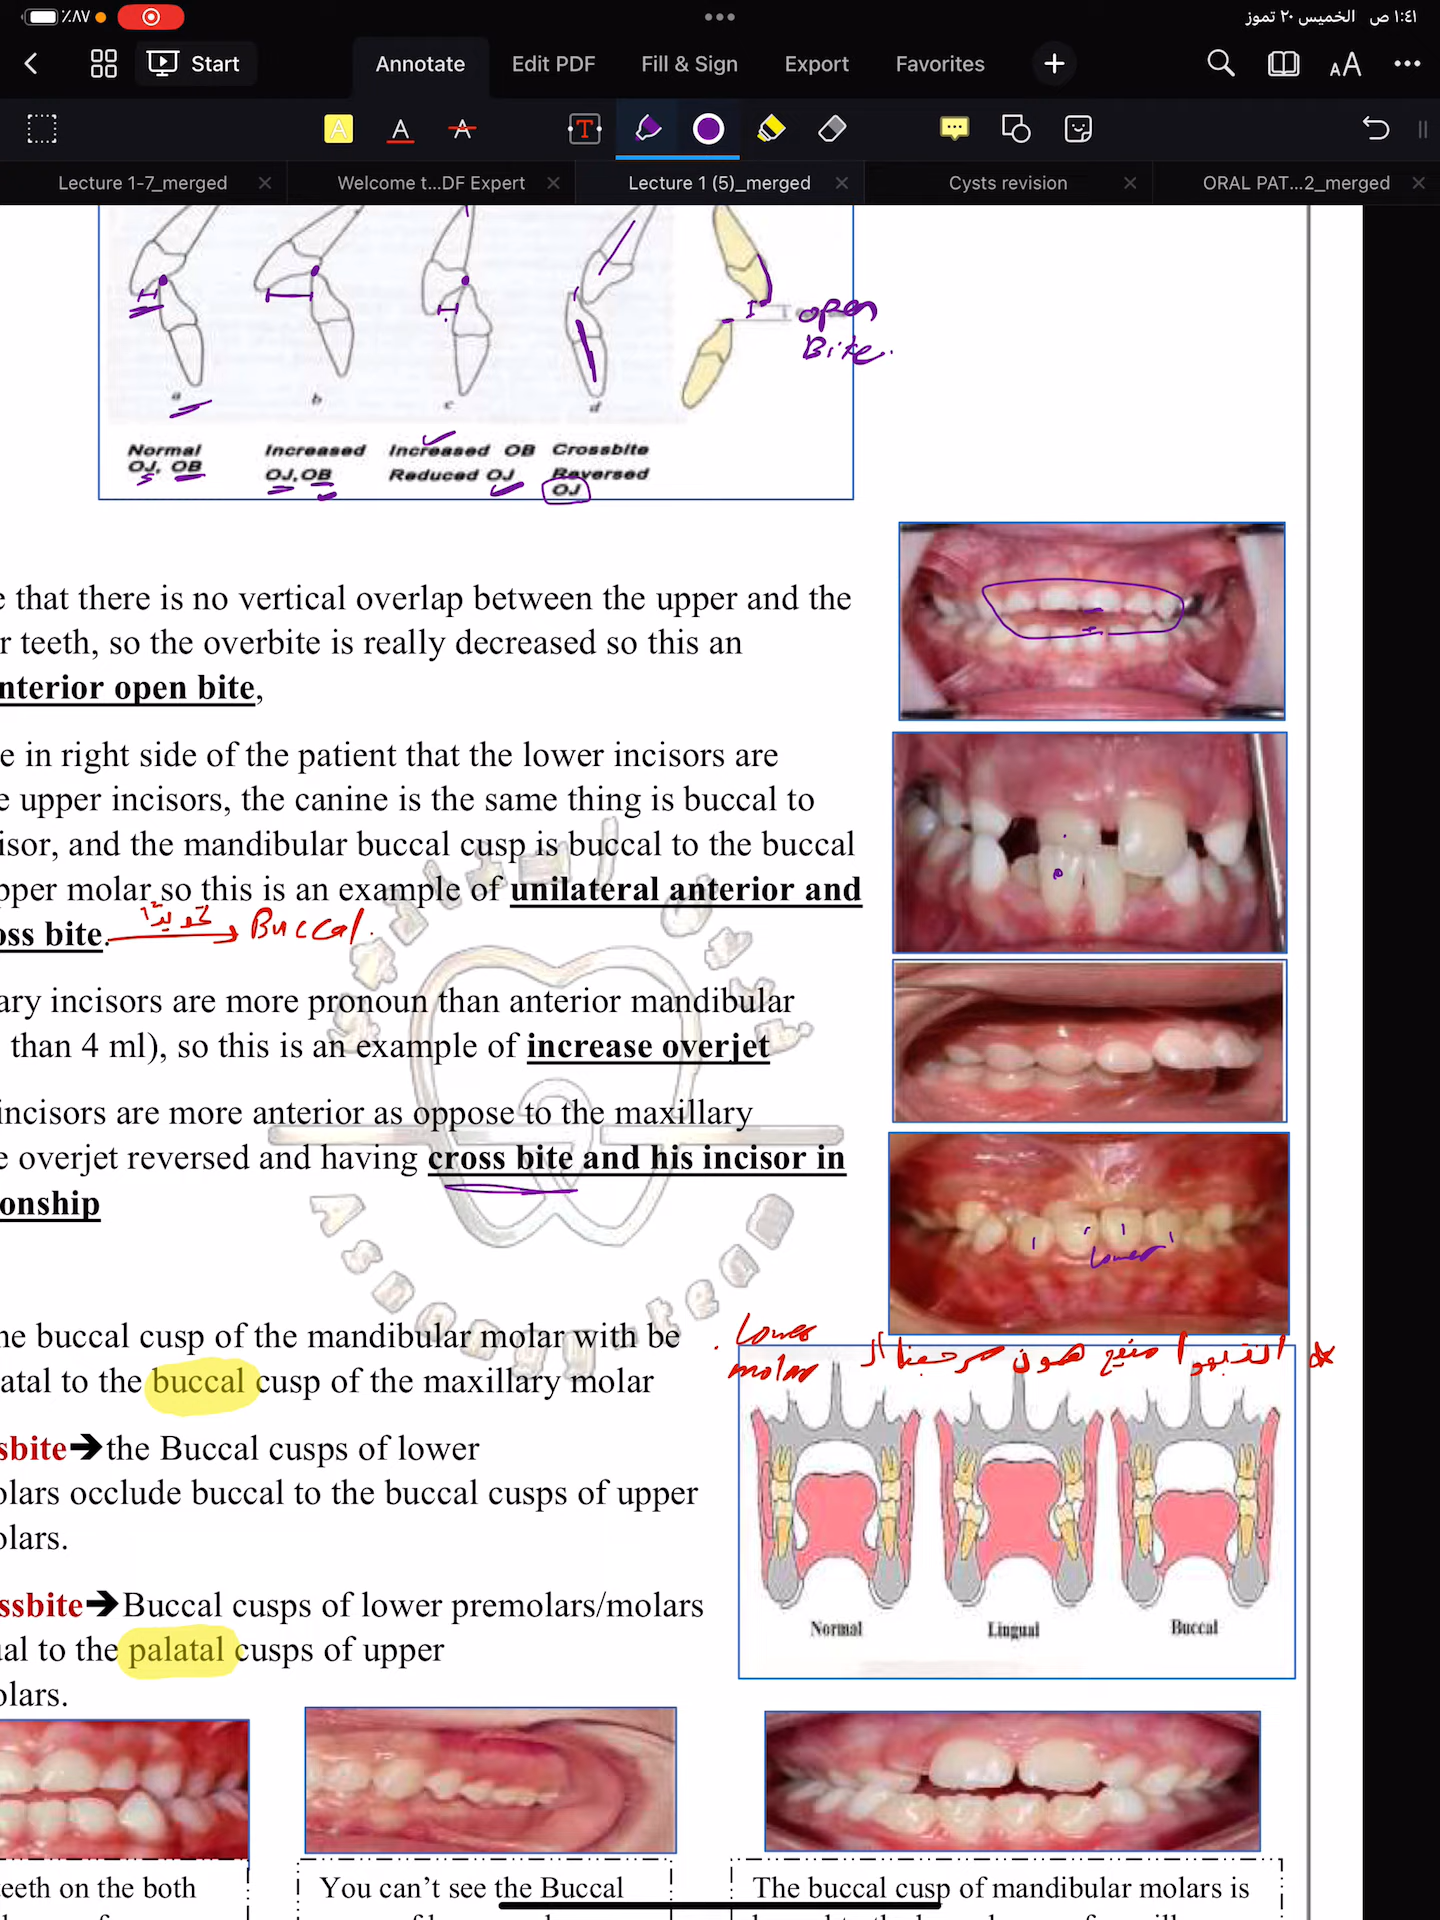 ٪٨٧
١:٤١ ص الخميس ٢٠ تموز
Start
Annotate
Edit PDF
Fill & Sign
Export
Favorites
AA
Lecture 1-7_merged
Welcome t...DF Expert
Lecture 1 (5)_merged
Cysts revision
ORAL PAT...2_merged
open
Bite.
a
b
c
d
Normal
OJ, OB
Increased
OJ,OB
Increased OB
Reduced OJ
Crossbite
Reversed
OJ
e that there is no vertical overlap between the upper and the
r teeth, so the overbite is really decreased so this an
nterior open bite,
e in right side of the patient that the lower incisors are
e upper incisors, the canine is the same thing is buccal to
isor, and the mandibular buccal cusp is buccal to the buccal
pper molar so this is an example of unilateral anterior and
oss bite.
Buccal.
ary incisors are more pronoun than anterior mandibular
than 4 ml), so this is an example of increase overjet
incisors are more anterior as oppose to the maxillary
e overjet reversed and having cross bite and his incisor in
onship
lower
ne buccal cusp of the mandibular molar with be
atal to the buccal cusp of the maxillary molar
lower
molar
انتبهوا منيح هون مرجعنا ال
sbite➔the Buccal cusps of lower
olars occlude buccal to the buccal cusps of upper
olars.
ssbite➔Buccal cusps of lower premolars/molars
ual to the palatal cusps of upper
olars.
Normal
Lingual
Buccal
eeth on the both
You can't see the Buccal
The buccal cusp of mandibular molars is